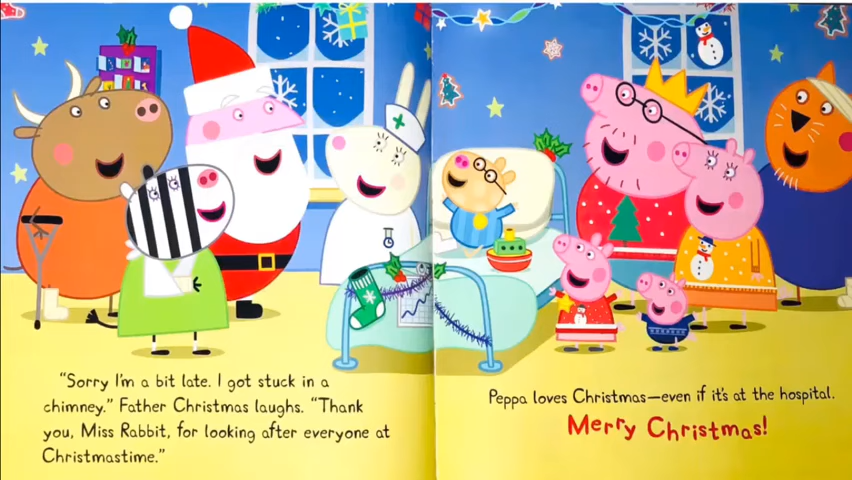 "Sorry I'm a bit late. I got stuck in a
chimney." Father Christmas laughs. "Thank
you, Miss Rabbit, for looking after everyone at
Christmastime."
Peppa loves Christmas—even if it's at the hospital.
Merry Christmas!